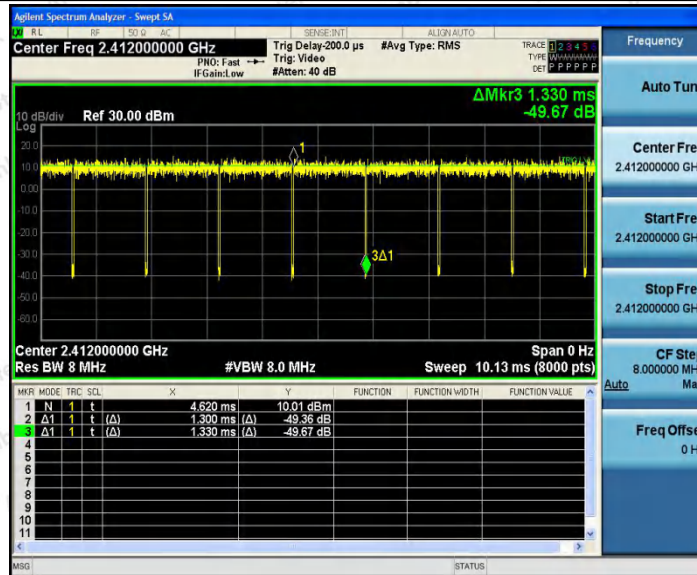 Agilent Spectrum Analyzer - Swept SA
RL RF 50 Ω AC SENSE:INT ALIGN AUTO
Center Freq 2.412000000 GHz
PNO: Fast
IFGain:Low
Trig Delay-200.0 µs
Trig: Video
#Atten: 40 dB
#Avg Type: RMS
TRACE 1 2 3 4 5 6
TYPE
DET P P P P P P
ΔMkr3 1.330 ms
-49.67 dB
10 dB/div Ref 30.00 dBm
Log
20.0
10.0
0.00
-10.0
-20.0
-30.0
-40.0
-50.0
-60.0
1
3Δ1
Center 2.412000000 GHz Span 0 Hz
Res BW 8 MHz #VBW 8.0 MHz Sweep 10.13 ms (8000 pts)
MKR MODE TRC SCL X Y FUNCTION FUNCTION WIDTH FUNCTION VALUE
1 N 1 t 4.620 ms 10.01 dBm
2 Δ1 1 t (Δ) 1.300 ms (Δ) -49.36 dB
3 Δ1 1 t (Δ) 1.330 ms (Δ) -49.67 dB
4
5
6
7
8
9
10
11
MSG STATUS
Frequency
Auto Tun
Center Fre
2.412000000 GH
Start Fre
2.412000000 GH
Stop Fre
2.412000000 GH
CF Ste
8.000000 MH
Auto Ma
Freq Offse
0 H